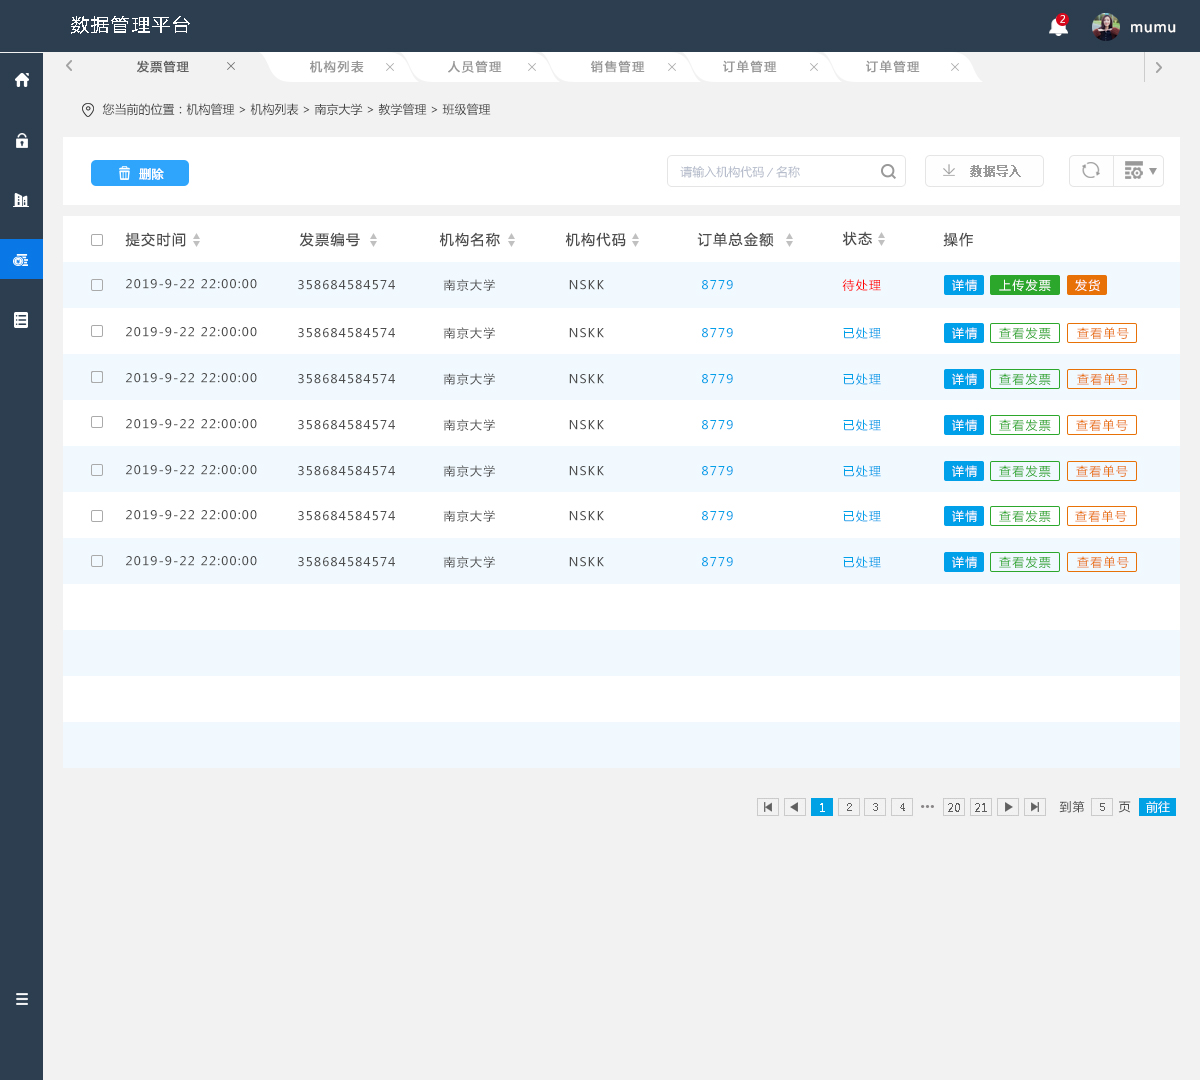 数据管理平台
2
mumu
发票管理 机构列表 人员管理 销售管理 订单管理 订单管理
您当前的位置：机构管理 > 机构列表 > 南京大学 > 教学管理 > 班级管理
删除 请输入机构代码 / 名称 数据导入
提交时间 发票编号 机构名称 机构代码 订单总金额 状态 操作
2019-9-22 22:00:00 358684584574 南京大学 NSKK 8779 待处理 详情 上传发票 发货
2019-9-22 22:00:00 358684584574 南京大学 NSKK 8779 已处理 详情 查看发票 查看单号
2019-9-22 22:00:00 358684584574 南京大学 NSKK 8779 已处理 详情 查看发票 查看单号
2019-9-22 22:00:00 358684584574 南京大学 NSKK 8779 已处理 详情 查看发票 查看单号
2019-9-22 22:00:00 358684584574 南京大学 NSKK 8779 已处理 详情 查看发票 查看单号
2019-9-22 22:00:00 358684584574 南京大学 NSKK 8779 已处理 详情 查看发票 查看单号
2019-9-22 22:00:00 358684584574 南京大学 NSKK 8779 已处理 详情 查看发票 查看单号
1 2 3 4 ••• 20 21 到第 5 页 前往